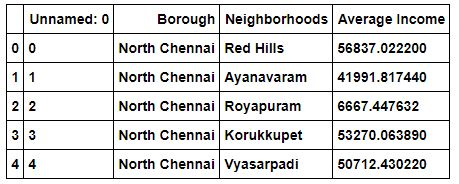 Unnamed: 0 Borough Neighborhoods Average Income
0 0 North Chennai Red Hills 56837.022200
1 1 North Chennai Ayanavaram 41991.817440
2 2 North Chennai Royapuram 6667.447632
3 3 North Chennai Korukkupet 53270.063890
4 4 North Chennai Vyasarpadi 50712.430220